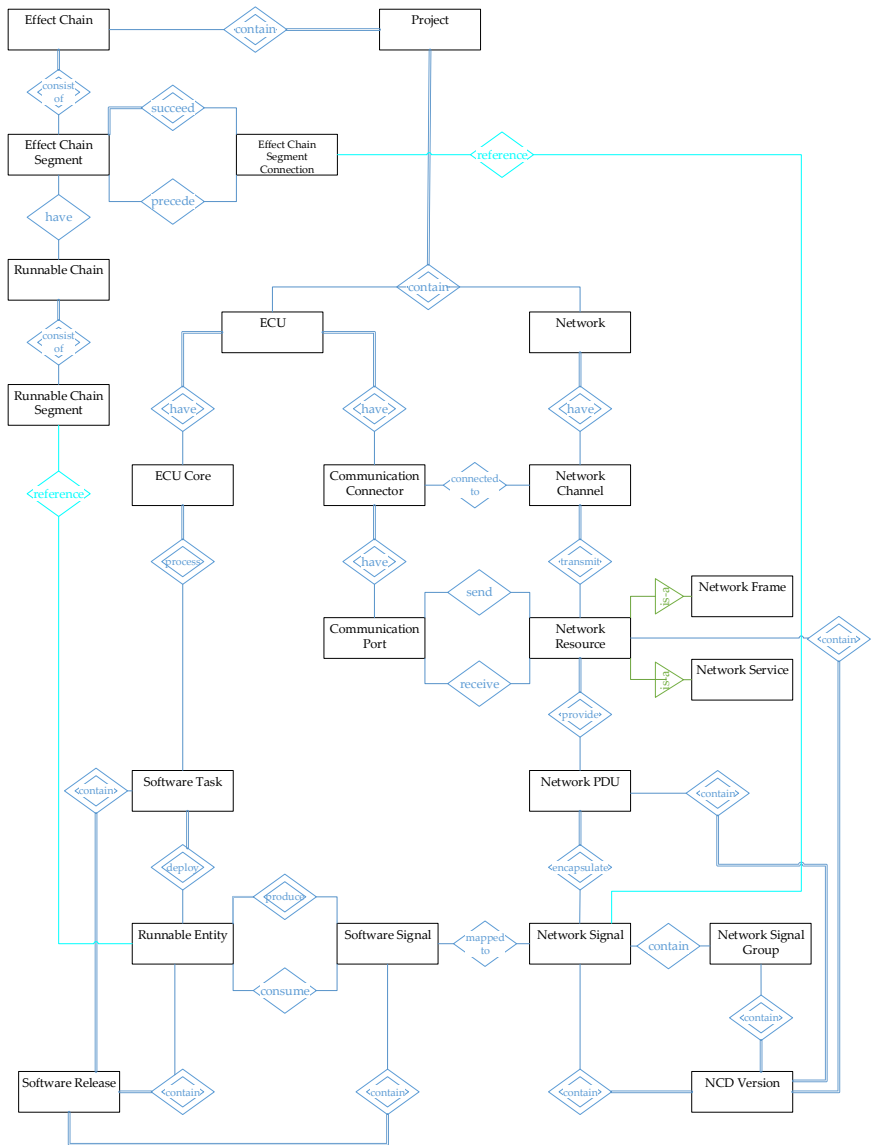 Effect Chain
contain
Project
consist
of
succeed
Effect Chain
Segment
Effect Chain
Segment
Connection
reference
precede
have
Runnable Chain
contain
ECU
Network
consist
of
Runnable Chain
Segment
have
have
have
ECU Core
Communication
Connector
connected
to
Network
Channel
reference
process
have
transmit
is-a
Network Frame
send
Communication
Port
Network
Resource
contain
is-a
Network Service
receive
provide
contain
Software Task
Network PDU
contain
deploy
encapsulate
produce
Runnable Entity
Software Signal
mapped
to
Network Signal
contain
Network Signal
Group
consume
contain
Software Release
contain
contain
contain
NCD Version